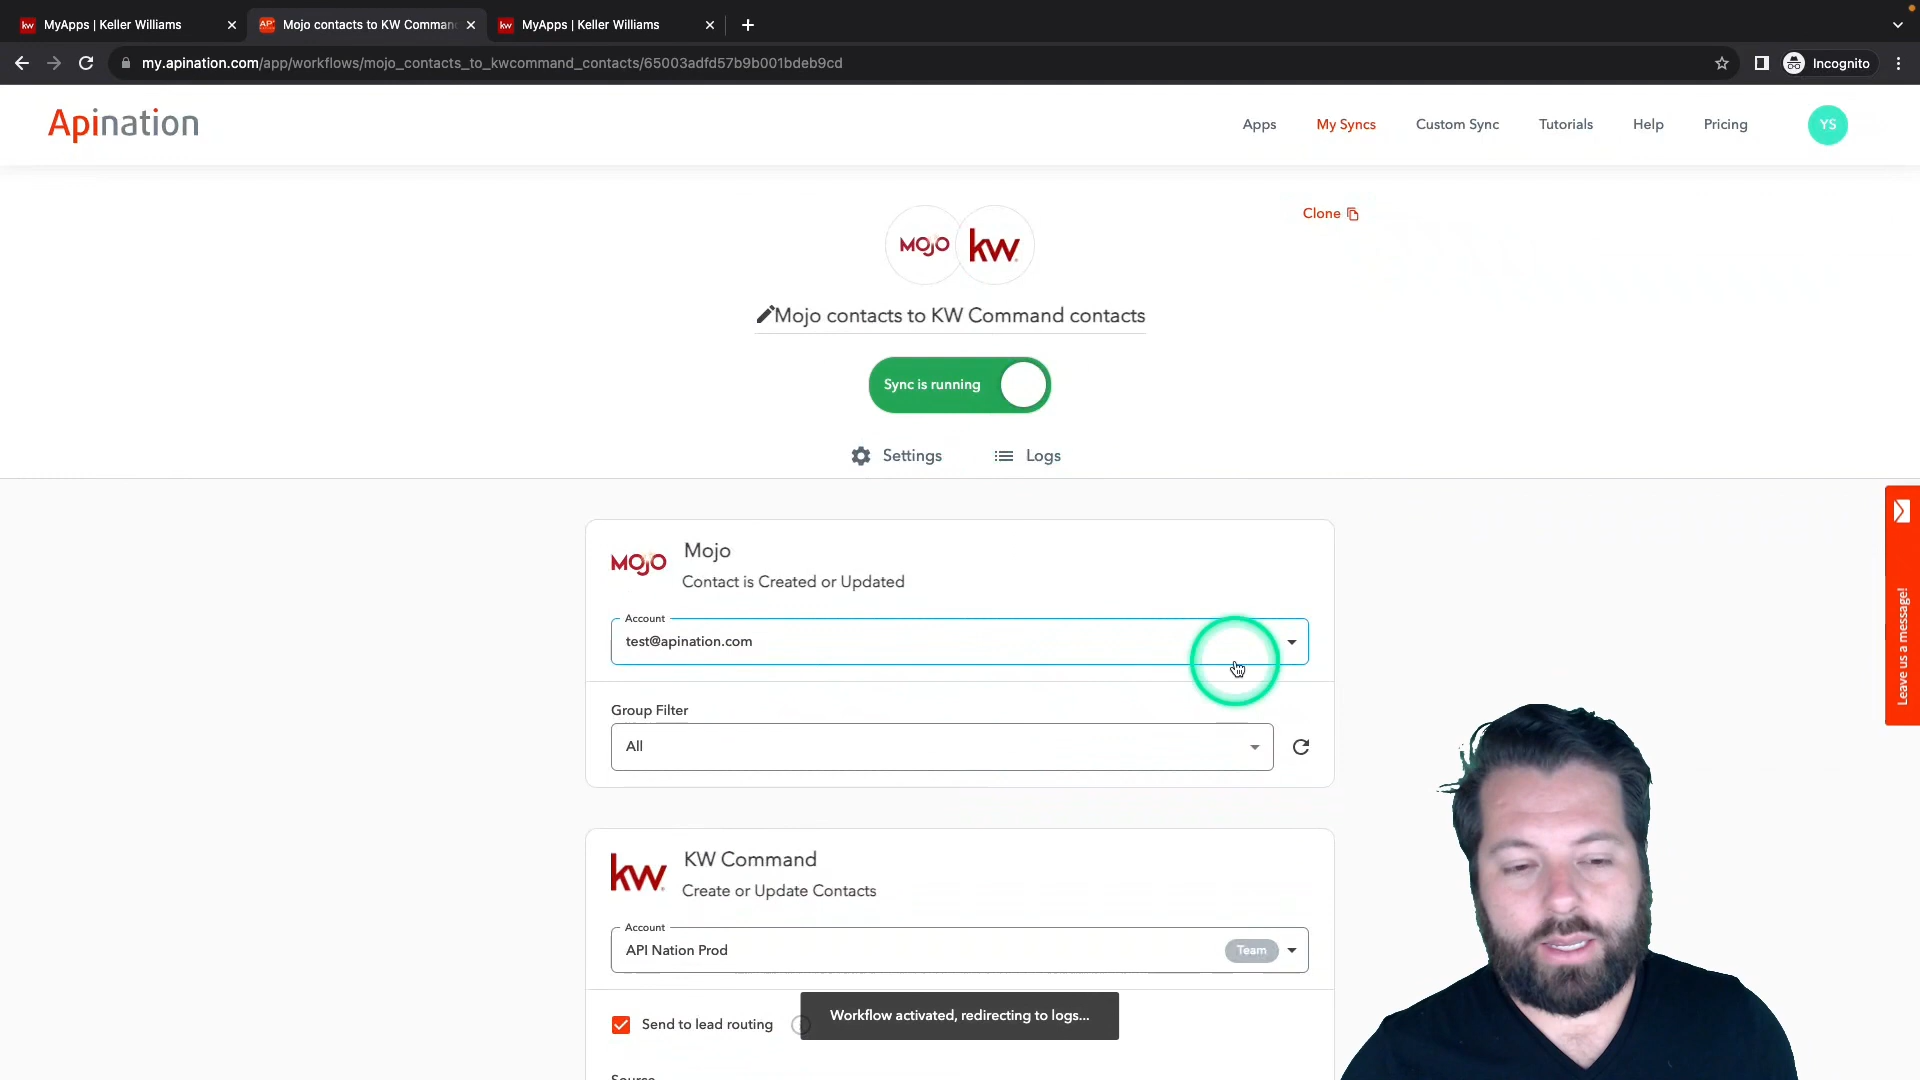 MyApps | Keller Williams
Mojo contacts to KW Comman
MyApps | Keller Williams
my.apination.com/app/workflows/mojo_contacts_to_kwcommand_contacts/65003adfd57b9b001bdeb9cd
Incognito
Apination
Apps
My Syncs
Custom Sync
Tutorials
Help
Pricing
YS
Clone
MOJO
kw
Mojo contacts to KW Command contacts
Sync is running
Settings
Logs
MOJO
Mojo
Contact is Created or Updated
Account
test@apination.com
Group Filter
All
kw
KW Command
Create or Update Contacts
Account
API Nation Prod
Team
Send to lead routing
Workflow activated, redirecting to logs...
Source
Leave us a message!